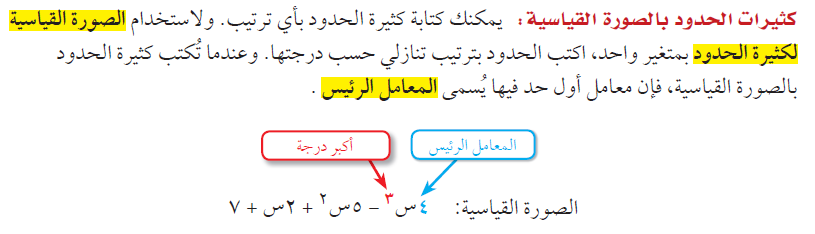 كثيرات الحدود بالصورة القياسية : يمكنك كتابة كثيرة الحدود بأي ترتيب. ولاستخدام الصورة القياسية
لكثيرة الحدود بمتغير واحد، اكتب الحدود بترتيب تنازلي حسب درجتها. وعندما تُكتب كثيرة الحدود
بالصورة القياسية، فإن معامل أول حد فيها يُسمى المعامل الرئيس .
المعامل الرئيس أكبر درجة
الصورة القياسية: ٤س٣ – ٥س٢ + ٢س + ٧